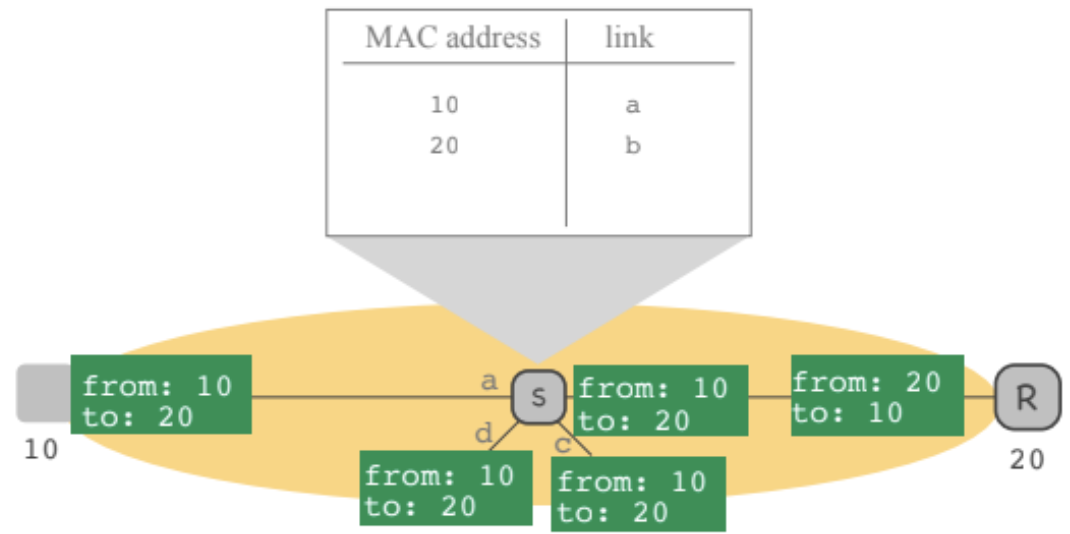 MAC address link
10 a
20 b
from: 10
to: 20
a
s
from: 10
to: 20
from: 20
to: 10
R
10
d
c
20
from: 10
to: 20
from: 10
to: 20